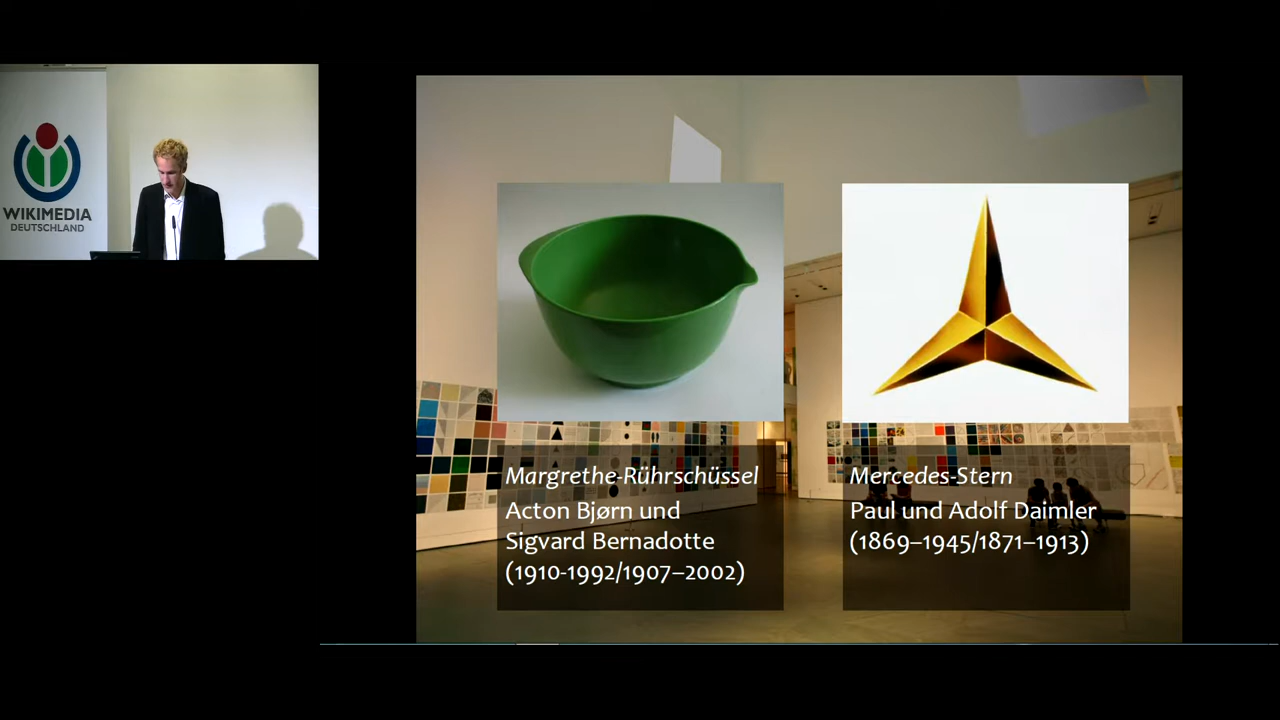 WIKIMEDIA
DEUTSCHLAND
Margrethe-Rührschüssel
Acton Bjørn und
Sigvard Bernadotte
(1910-1992/1907–2002)
Mercedes-Stern
Paul und Adolf Daimler
(1869–1945/1871–1913)